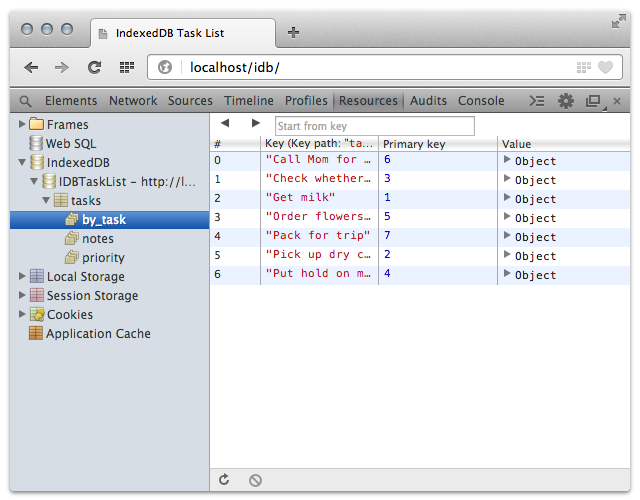 IndexedDB Task List
localhost/idb/
Elements Network Sources Timeline Profiles Resources Audits Console
Frames
Web SQL
IndexedDB
IDBTaskList – http://l...
tasks
by_task
notes
priority
Local Storage
Session Storage
Cookies
Application Cache
Start from key
# Key (Key path: "ta... Primary key Value
0 "Call Mom for ... 6 Object
1 "Check whether... 3 Object
2 "Get milk" 1 Object
3 "Order flowers... 5 Object
4 "Pack for trip" 7 Object
5 "Pick up dry c... 2 Object
6 "Put hold on m... 4 Object